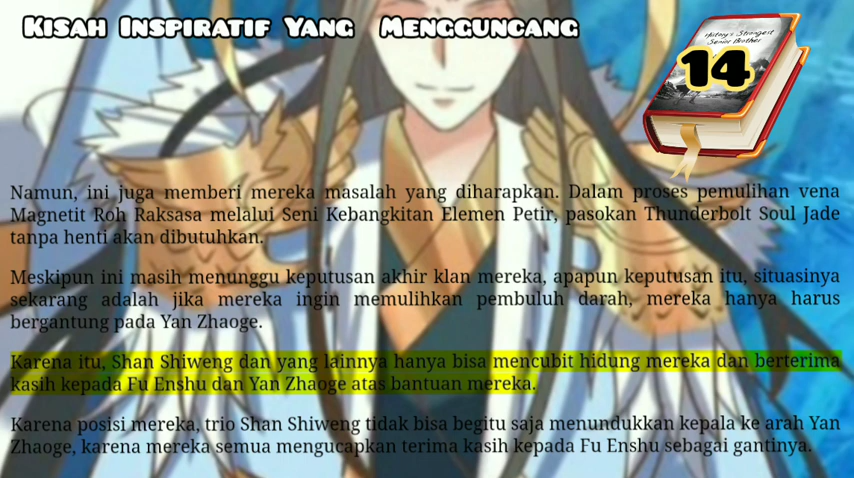 Kisah Inspiratif Yang Mengguncang
History's Strongest
Senior Brother
14
Namun, ini juga memberi mereka masalah yang diharapkan. Dalam proses pemulihan vena
Magnetit Roh Raksasa melalui Seni Kebangkitan Elemen Petir, pasokan Thunderbolt Soul Jade
tanpa henti akan dibutuhkan.
Meskipun ini masih menunggu keputusan akhir klan mereka, apapun keputusan itu, situasinya
sekarang adalah jika mereka ingin memulihkan pembuluh darah, mereka hanya harus
bergantung pada Yan Zhaoge.
Karena itu, Shan Shiweng dan yang lainnya hanya bisa mencubit hidung mereka dan berterima
kasih kepada Fu Enshu dan Yan Zhaoge atas bantuan mereka.
Karena posisi mereka, trio Shan Shiweng tidak bisa begitu saja menundukkan kepala ke arah Yan
Zhaoge, karena mereka semua mengucapkan terima kasih kepada Fu Enshu sebagai gantinya.